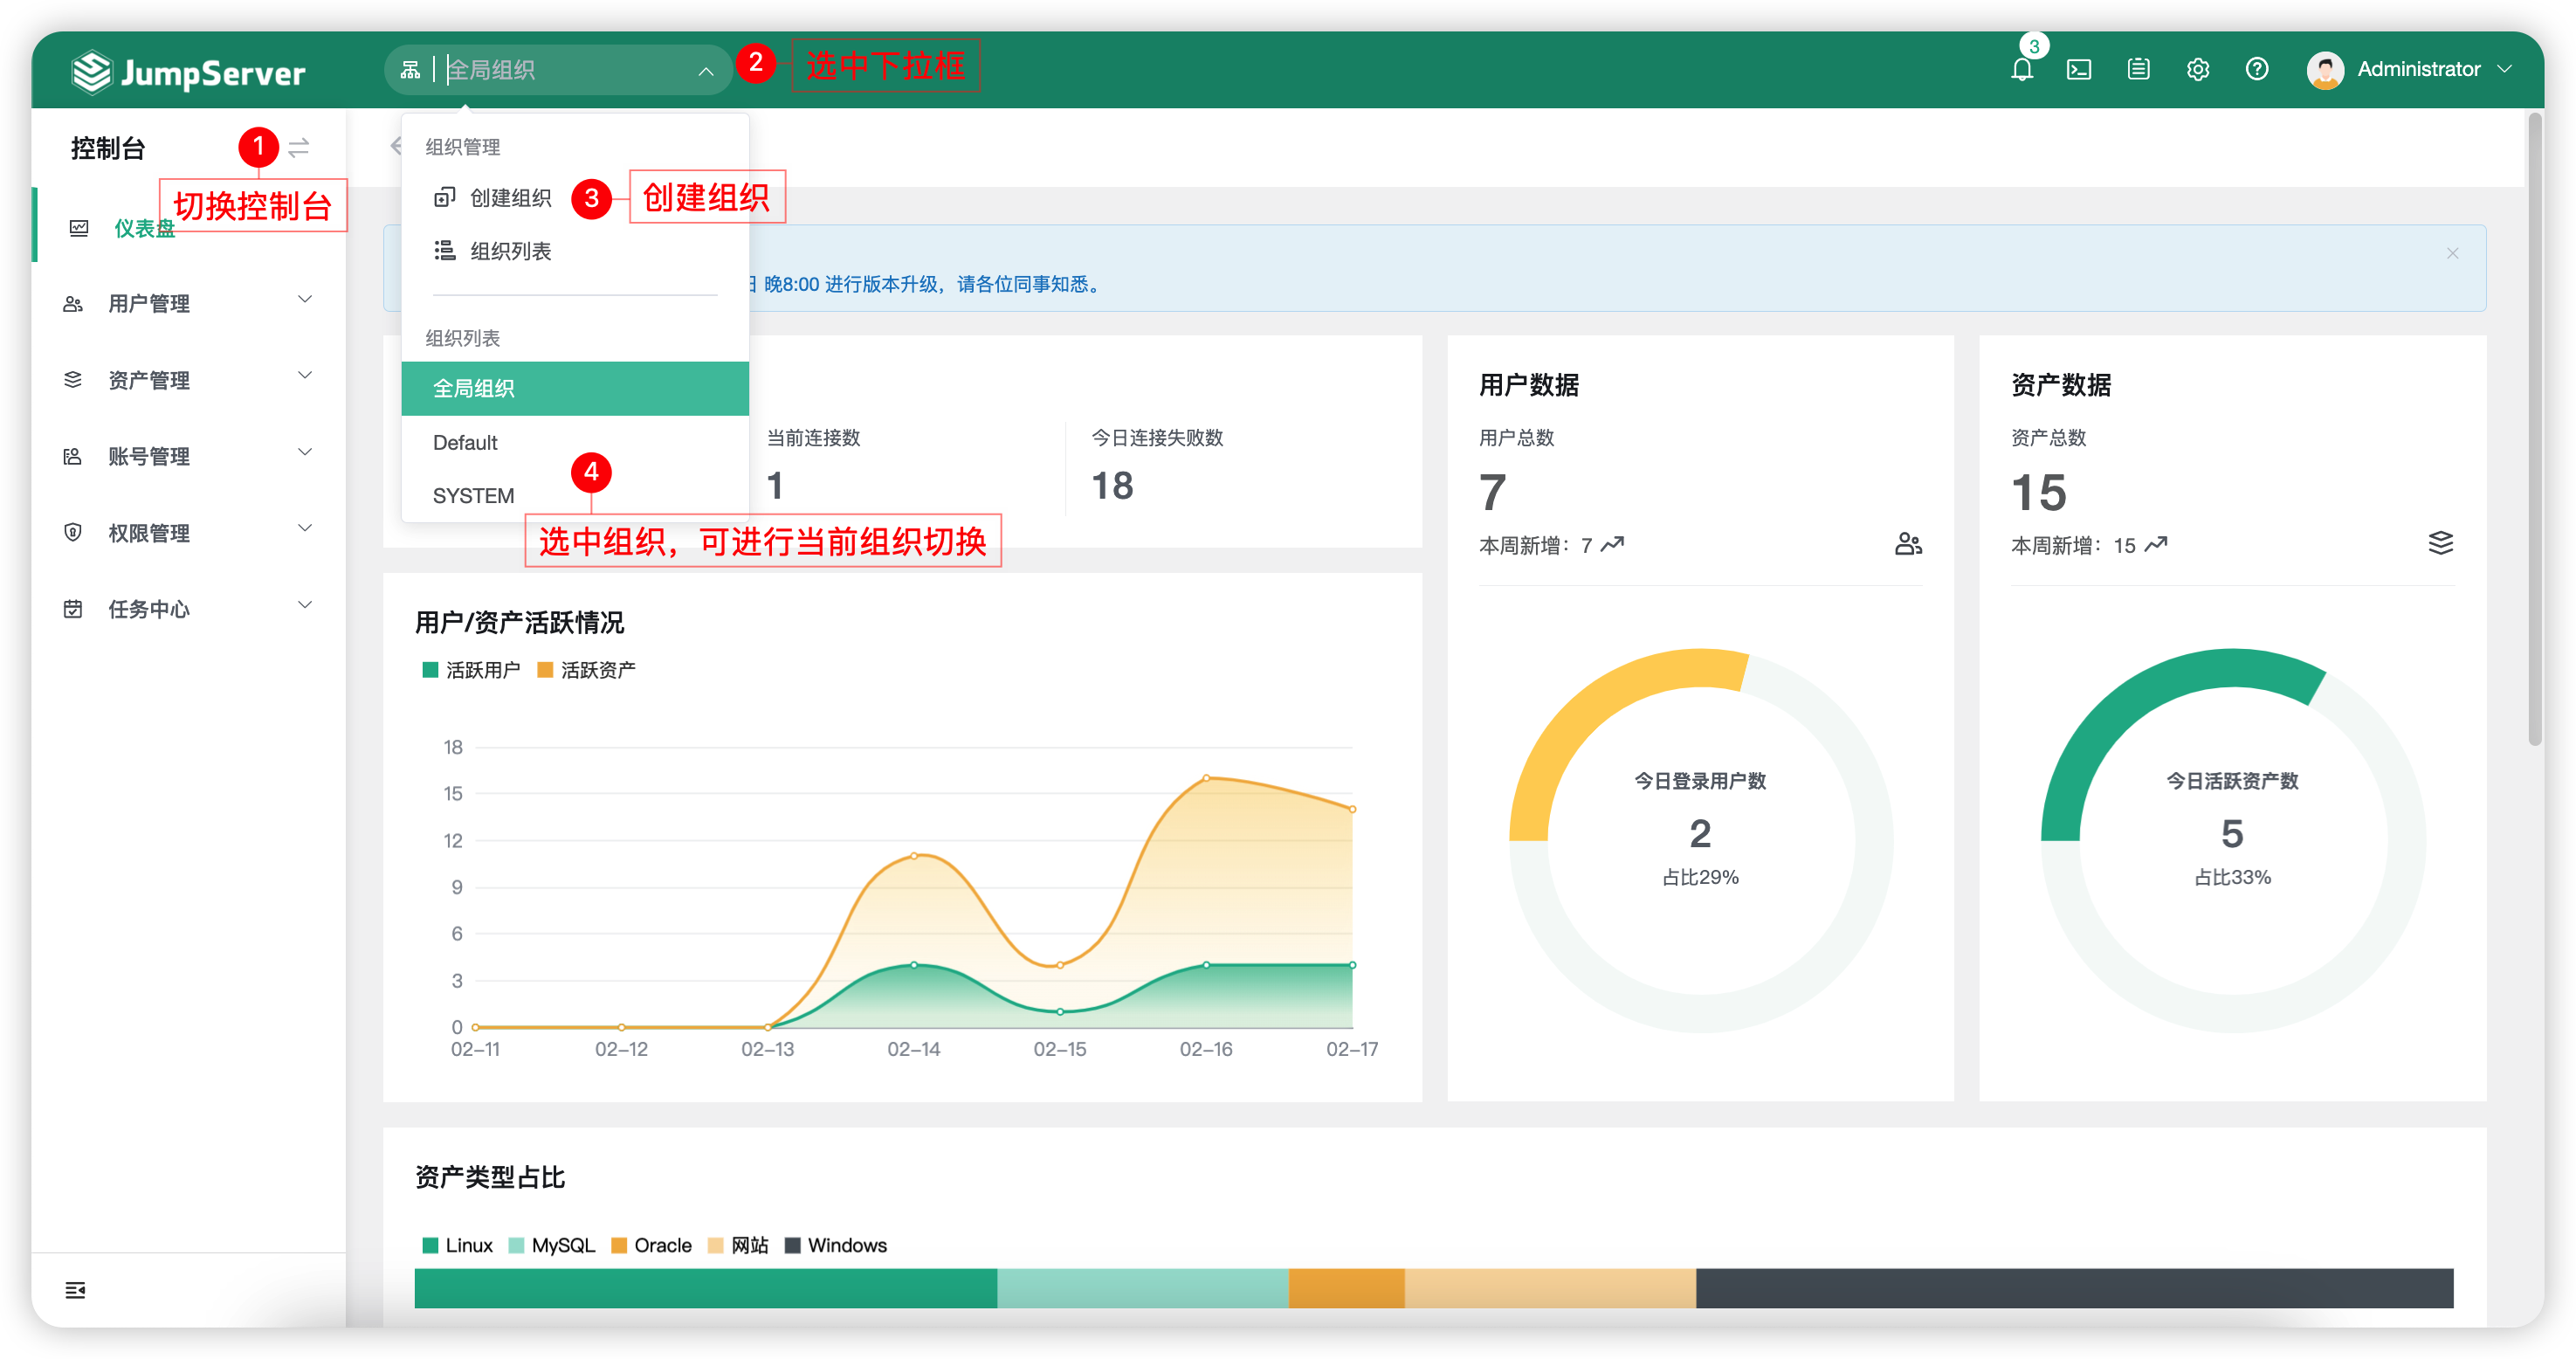 JumpServer
全局组织
2
选中下拉框
3
Administrator
控制台
1
切换控制台
仪表盘
用户管理
资产管理
账号管理
权限管理
任务中心
组织管理
创建组织
3
创建组织
组织列表
组织列表
全局组织
Default
SYSTEM
4
选中组织，可进行当前组织切换
晚8:00 进行版本升级，请各位同事知悉。
当前连接数
1
今日连接失败数
18
用户/资产活跃情况
活跃用户 活跃资产
18
15
12
9
6
3
0
02-11 02-12 02-13 02-14 02-15 02-16 02-17
用户数据
用户总数
7
本周新增：7
今日登录用户数
2
占比29%
资产数据
资产总数
15
本周新增：15
今日活跃资产数
5
占比33%
资产类型占比
Linux MySQL Oracle 网站 Windows